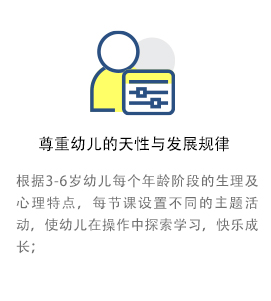 尊重幼儿的天性与发展规律
根据3-6岁幼儿每个年龄阶段的生理及
心理特点，每节课设置不同的主题活
动，使幼儿在操作中探索学习，快乐成
长；